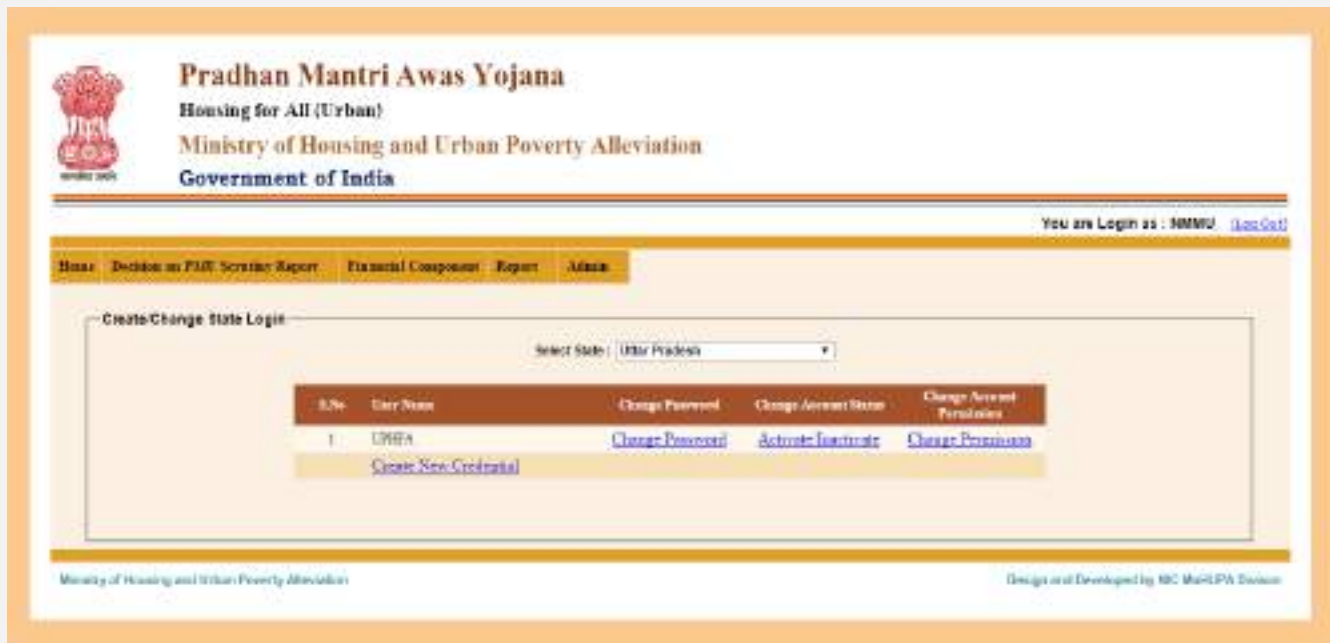 Pradhan Mantri Awas Yojana
Housing for All (Urban)
Ministry of Housing and Urban Poverty Alleviation
Government of India
You are Login as : NMMU (Log Out)
Home Decision on PMU Scrutiny Report Financial Component Report Admin
Create/Change State Login
Select State : Uttar Pradesh
S.No User Name Change Password Change Account Status Change Account Permission
1 Change Password Activate/Inactivate Change Permission
Create New Credential
Ministry of Housing and Urban Poverty Alleviation Design and Developed by NIC MoHUPA Division